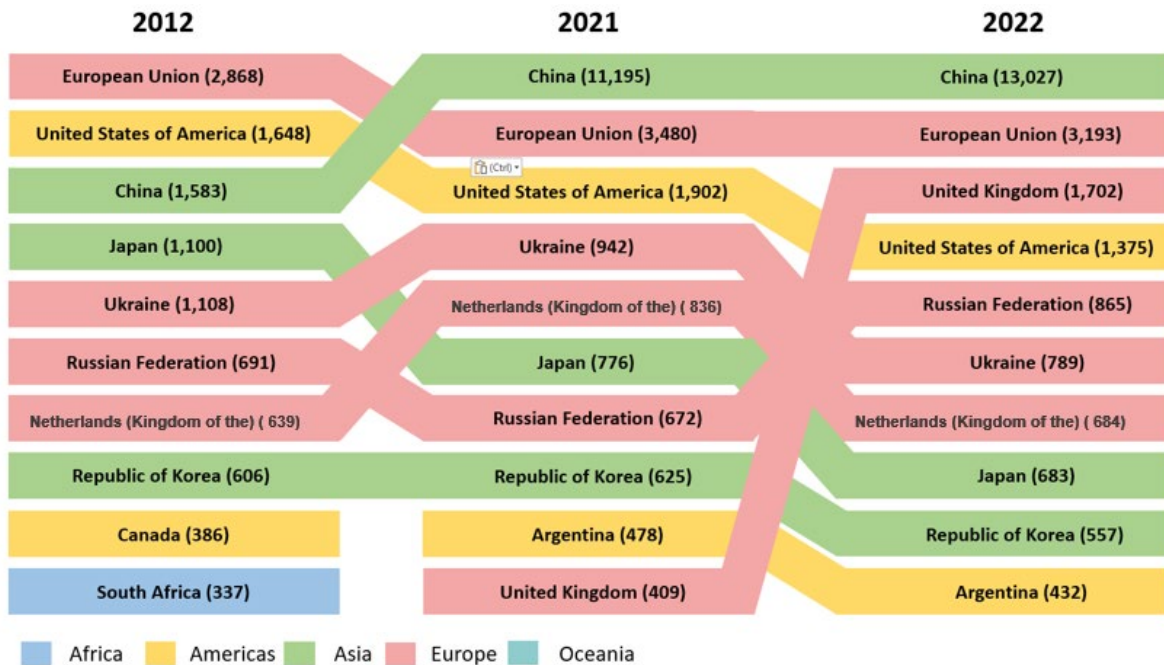 2012 2021 2022
European Union (2,868) China (11,195) China (13,027)
United States of America (1,648) European Union (3,480) European Union (3,193)
(Ctrl)
China (1,583) United States of America (1,902) United Kingdom (1,702)
Japan (1,100) Ukraine (942) United States of America (1,375)
Ukraine (1,108) Netherlands (Kingdom of the) ( 836) Russian Federation (865)
Russian Federation (691) Japan (776) Ukraine (789)
Netherlands (Kingdom of the) ( 639) Russian Federation (672) Netherlands (Kingdom of the) ( 684)
Republic of Korea (606) Republic of Korea (625) Japan (683)
Canada (386) Argentina (478) Republic of Korea (557)
South Africa (337) United Kingdom (409) Argentina (432)
Africa Americas Asia Europe Oceania